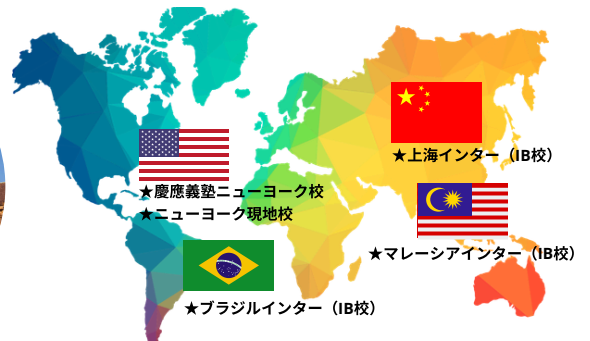 ★上海インター（IB校）
★慶應義塾ニューヨーク校
★ニューヨーク現地校
★マレーシアインター（IB校）
★ブラジルインター（IB校）